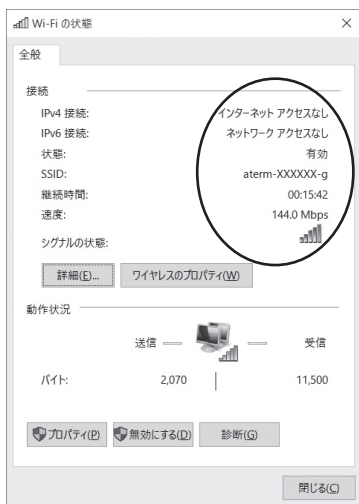 Wi-Fi の状態
全般
接続
IPv4 接続: インターネット アクセスなし
IPv6 接続: ネットワーク アクセスなし
状態: 有効
SSID: aterm-XXXXXX-g
継続時間: 00:15:42
速度: 144.0 Mbps
シグナルの状態:
詳細(E)... ワイヤレスのプロパティ(W)
動作状況
送信 受信
バイト: 2,070 11,500
プロパティ(P) 無効にする(D) 診断(G)
閉じる(C)